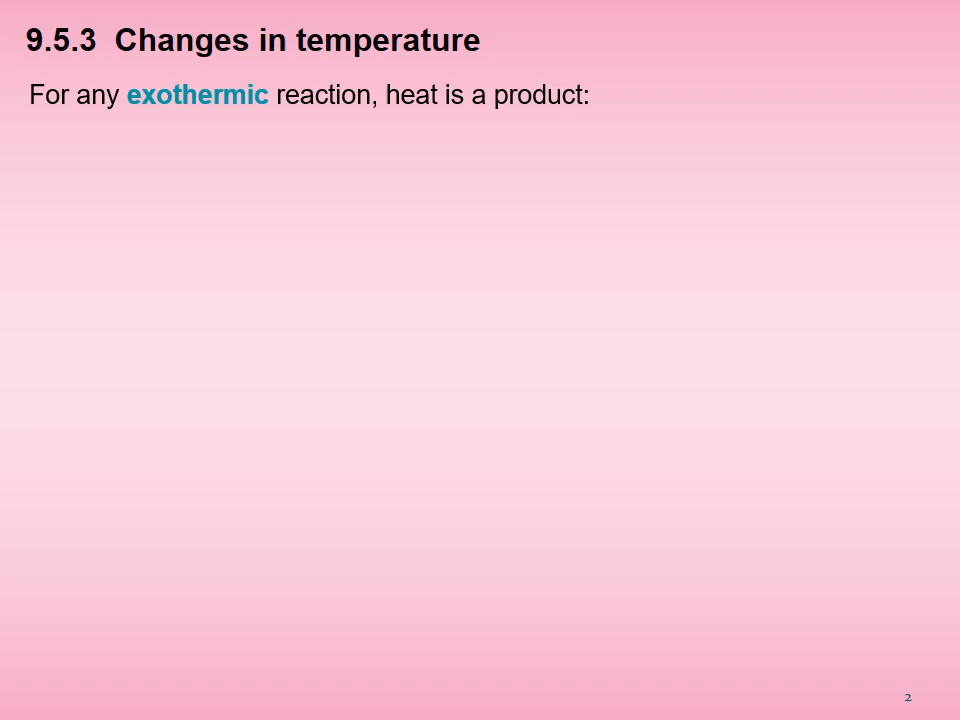 9.5.3 Changes in temperature
For any exothermic reaction, heat is a product:
2